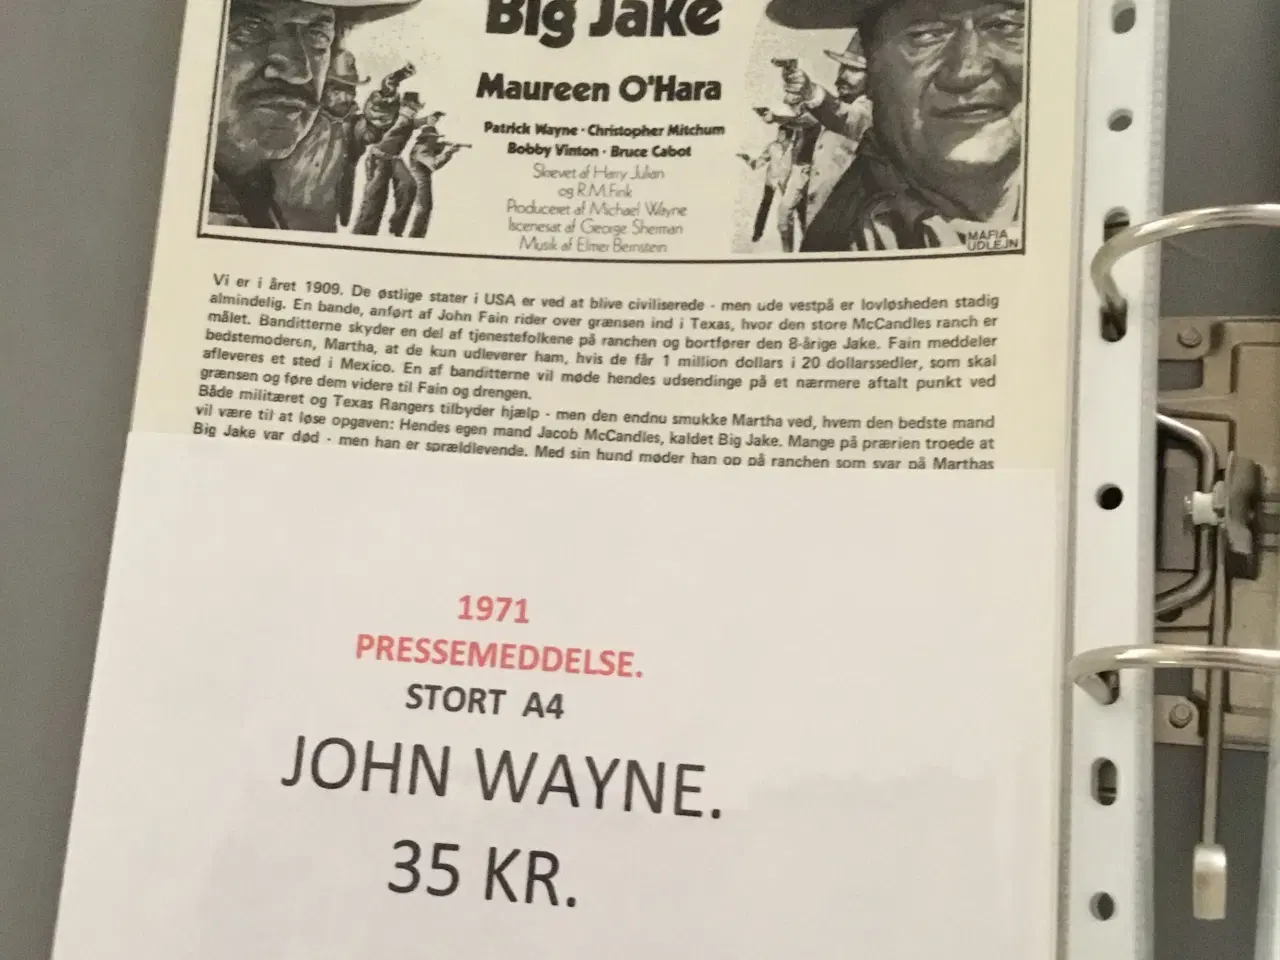 Big Jake
Maureen O'Hara
Patrick Wayne · Christopher Mitchum
Bobby Vinton · Bruce Cabot
Skrevet af Harry Julian
og R.M. Fink
Produceret af Michael Wayne
Iscenesat af George Sherman
Musik af Elmer Bernstein
MAFIA
UDLEJN
Vi er i året 1909. De østlige stater i USA er ved at blive civiliserede - men ude vestpå er lovløsheden stadig
almindelig. En bande, anført af John Fain rider over grænsen ind i Texas, hvor den store McCandles ranch er
målet. Banditterne skyder en del af tjenestefolkene på ranchen og bortfører den 8-årige Jake. Fain meddeler
bedstemoderen, Martha, at de kun udleverer ham, hvis de får 1 million dollars i 20 dollarssedler, som skal
afleveres et sted i Mexico. En af banditterne vil møde hendes udsendinge på et nærmere aftalt punkt ved
grænsen og føre dem videre til Fain og drengen.
Både militæret og Texas Rangers tilbyder hjælp - men den endnu smukke Martha ved, hvem den bedste mand
vil være til at løse opgaven: Hendes egen mand Jacob McCandles, kaldet Big Jake. Mange på prærien troede at
Big Jake var død - men han er sprældlevende. Med sin hund møder han op på ranchen som svar på Marthas
1971
PRESSEMEDDELSE.
STORT A4
JOHN WAYNE.
35 KR.